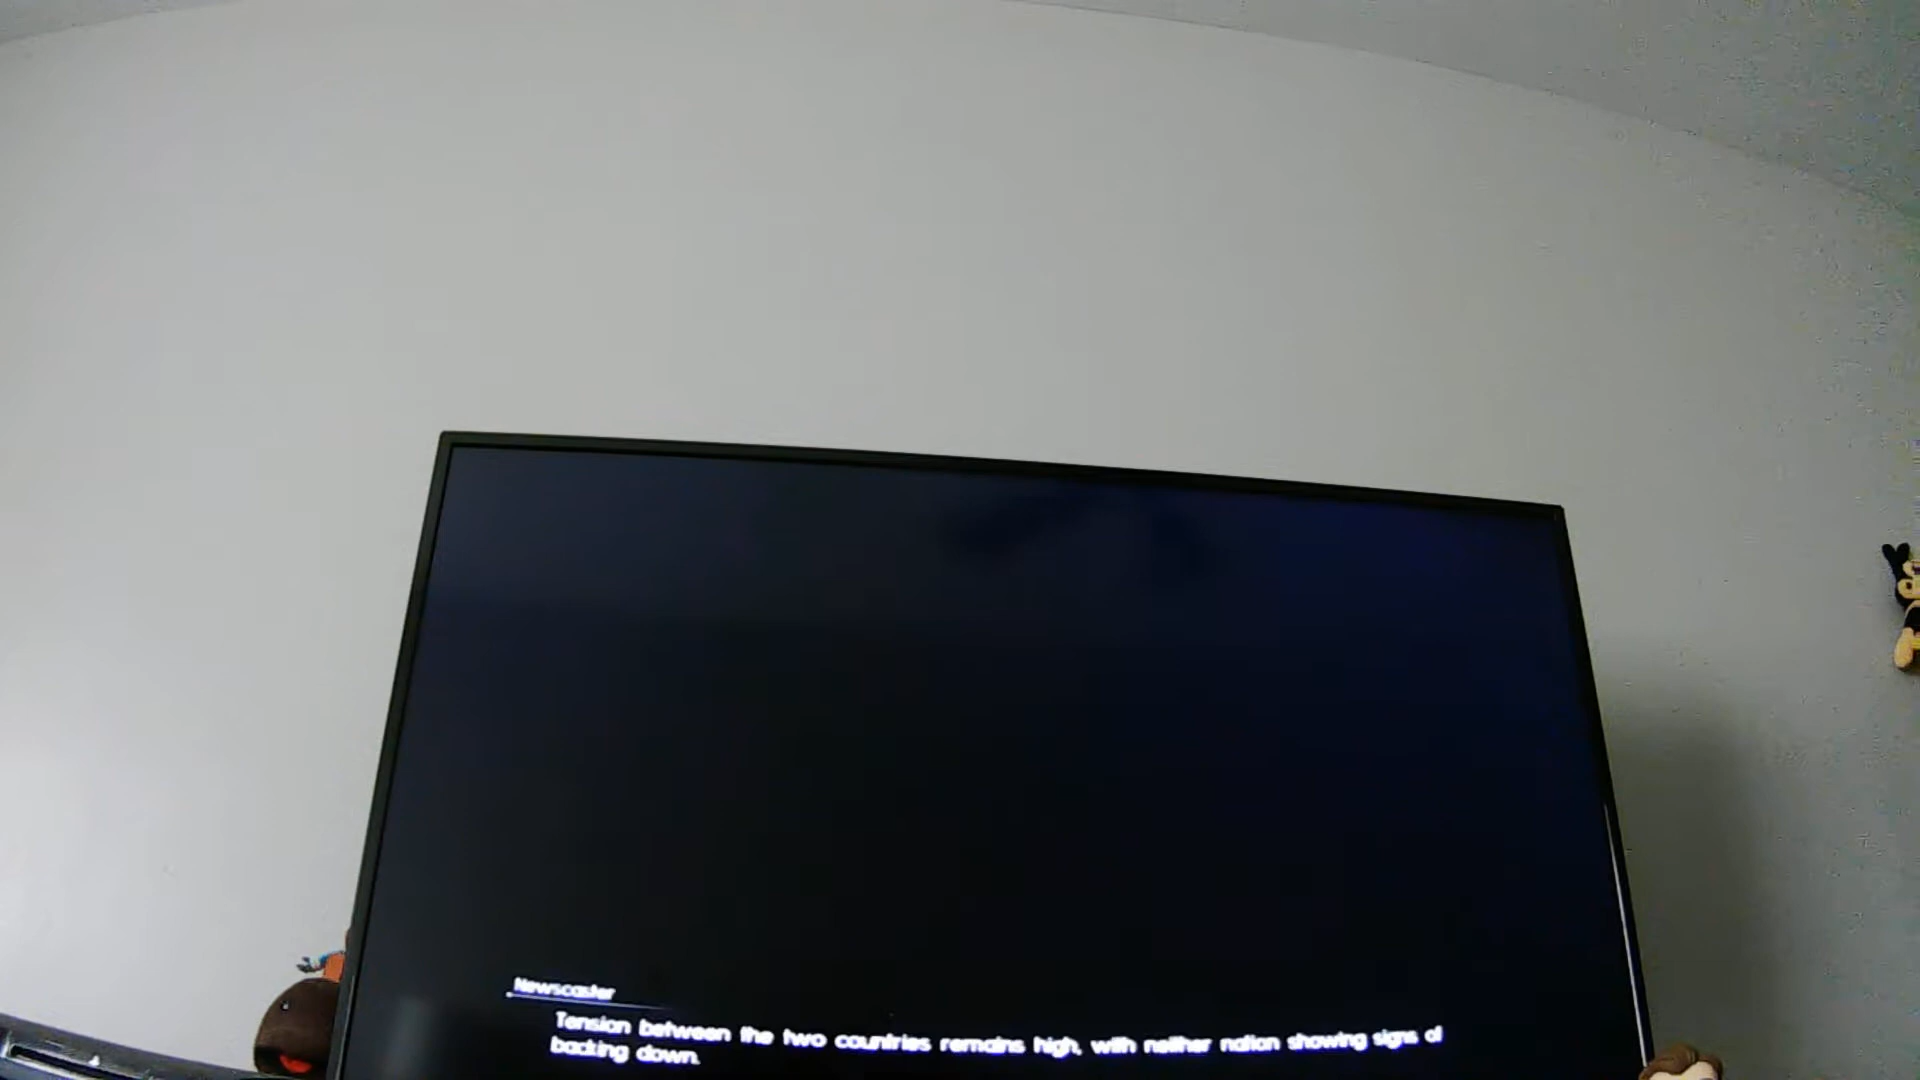 Newscaster
Tension between the two countries remains high, with neither nation showing signs of
backing down.